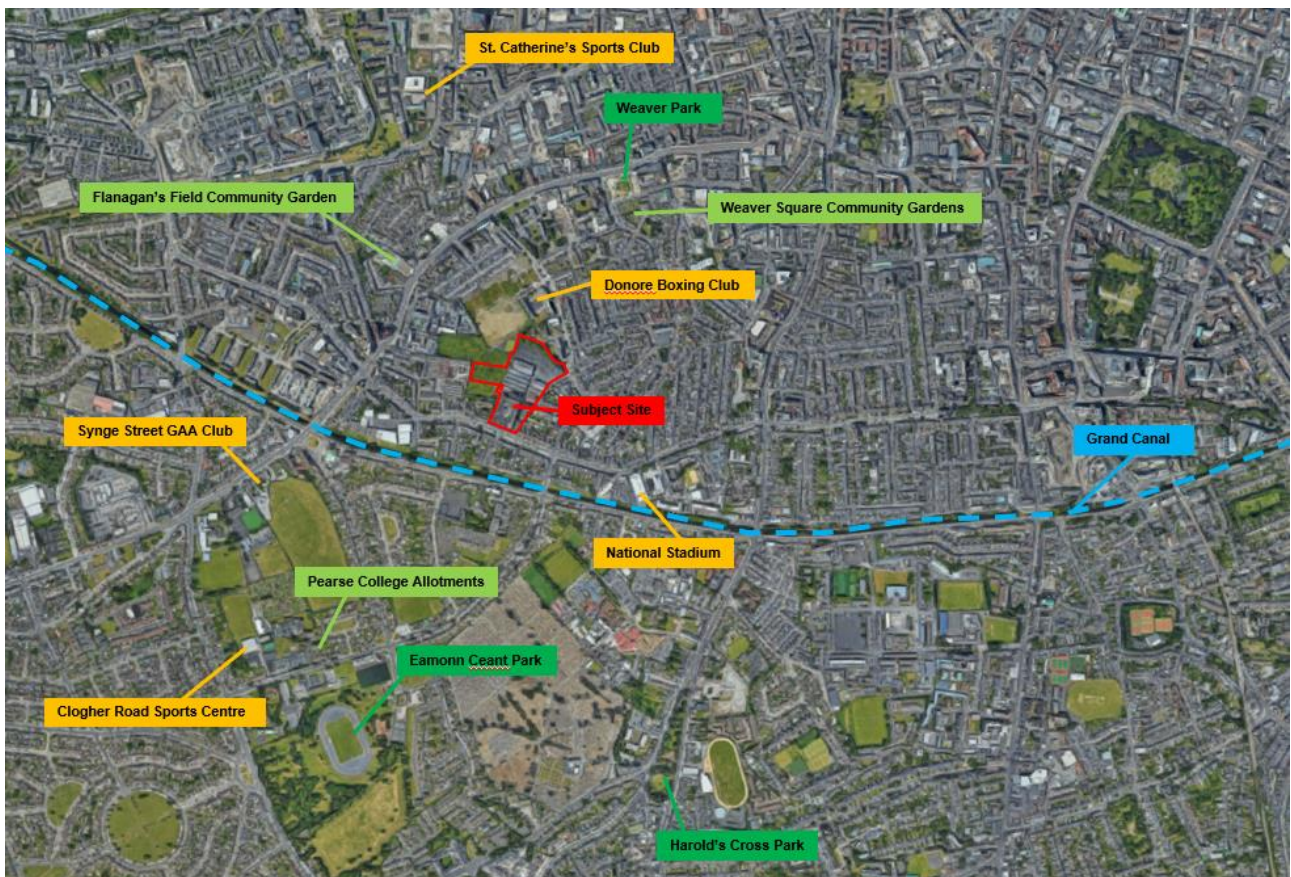 St. Catherine's Sports Club
Weaver Park
Flanagan's Field Community Garden
Weaver Square Community Gardens
Donore Boxing Club
Subject Site
Synge Street GAA Club
Grand Canal
National Stadium
Pearse College Allotments
Eamonn Ceant Park
Clogher Road Sports Centre
Harold's Cross Park